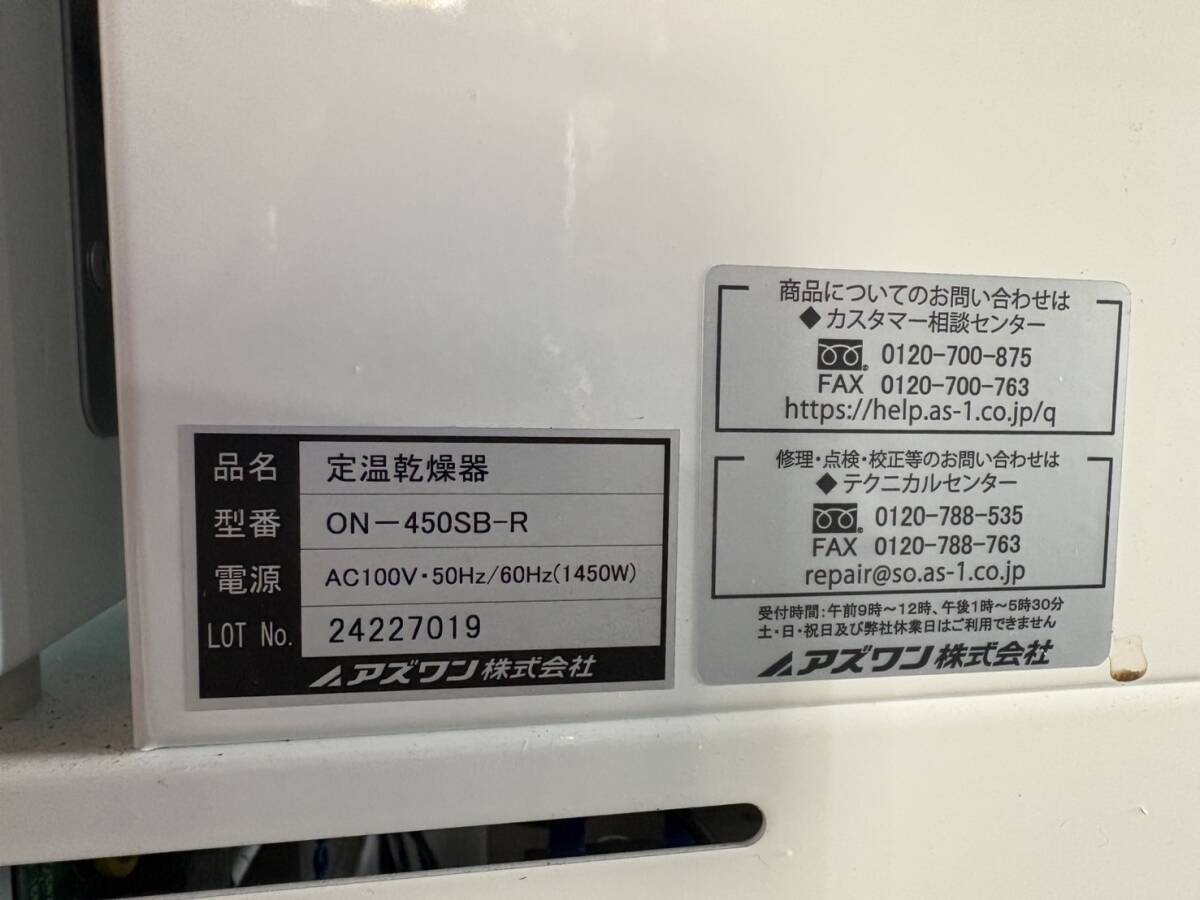 品名 定温乾燥器
型番 ON-450SB-R
電源 AC100V・50Hz/60Hz(1450W)
LOT No. 24227019
アズワン株式会社
商品についてのお問い合わせは
◆カスタマー相談センター
0120-700-875
FAX 0120-700-763
https://help.as-1.co.jp/q
修理・点検・校正等のお問い合わせは
◆テクニカルセンター
0120-788-535
FAX 0120-788-763
repair@so.as-1.co.jp
受付時間:午前9時〜12時、午後1時〜5時30分
土・日・祝日及び弊社休業日はご利用できません
アズワン株式会社